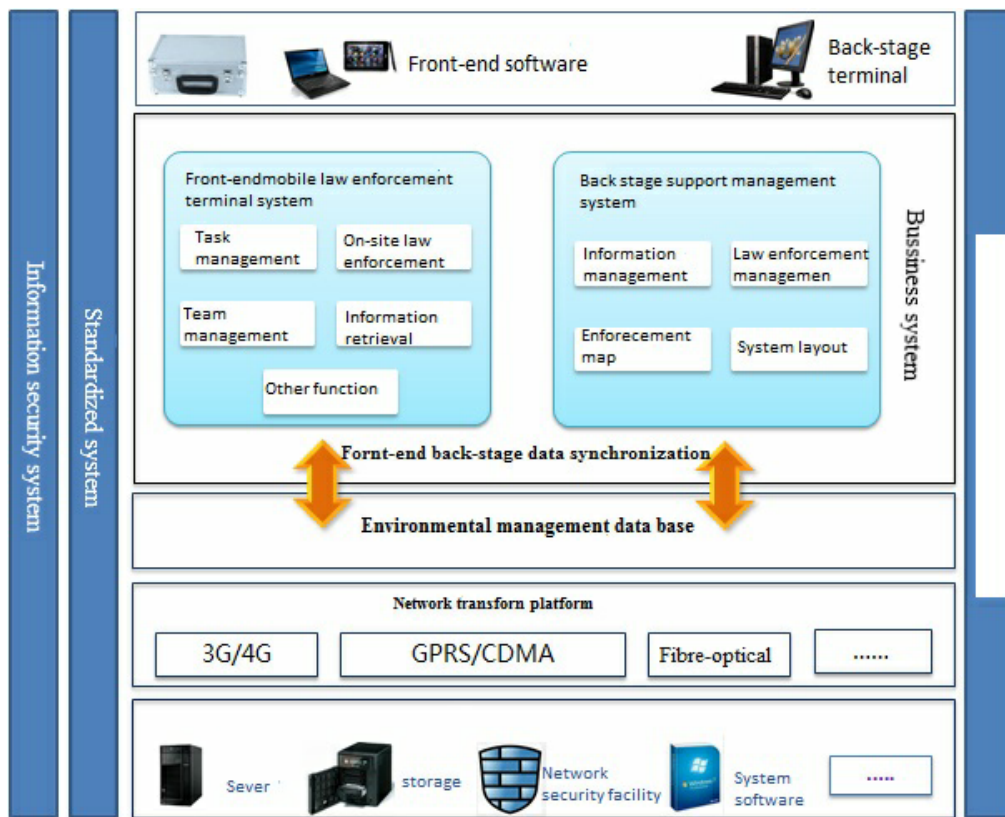 Front-end software
Back-stage
terminal
Information security system
Standardized system
Front-endmobile law enforcement
terminal system
Task
management
On-site law
enforcement
Team
management
Information
retrieval
Other function
Back stage support management
system
Information
management
Law enforcement
managemen
Enforecement
map
System layout
Bussiness system
Fornt-end back-stage data synchronization
Environmental management data base
Network transforn platform
3G/4G
GPRS/CDMA
Fibre-optical
......
Sever
storage
Network
security facility
System
software
.....